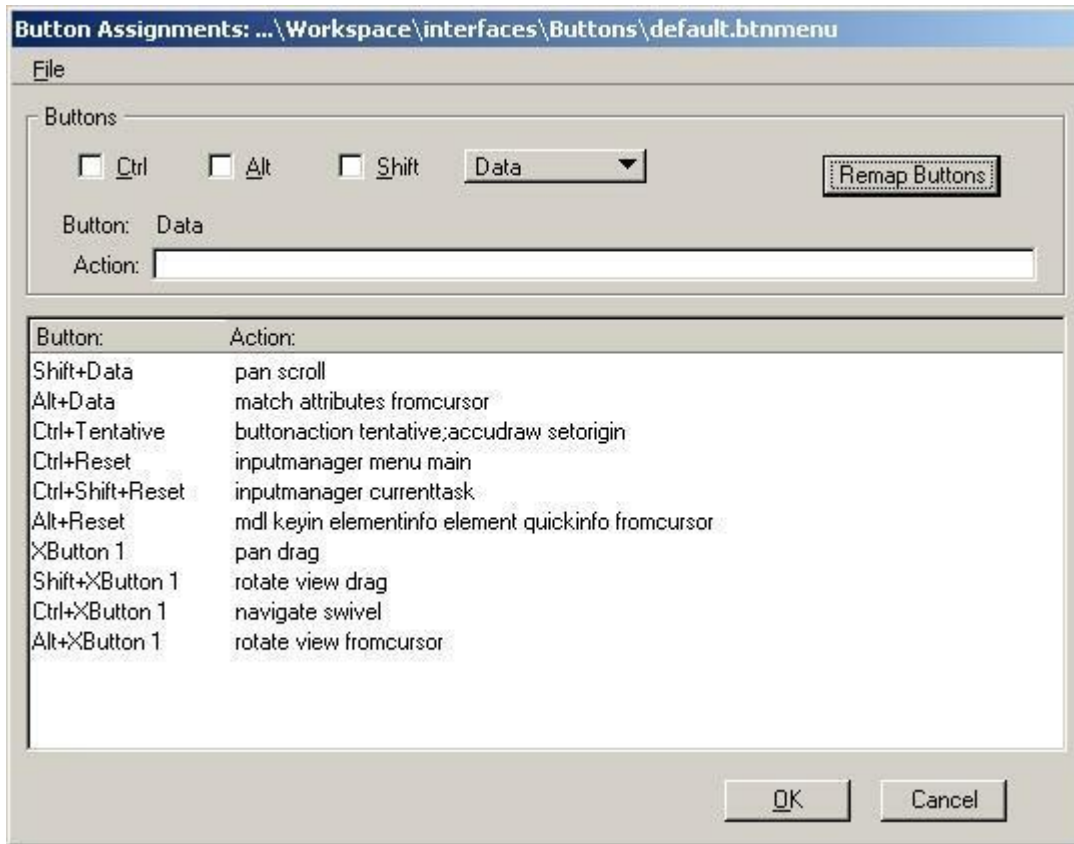 Button Assignments: ...\Workspace\interfaces\Buttons\default.btnmenu
File
Buttons
Ctrl Alt Shift Data Remap Buttons
Button: Data
Action:
Button: Action:
Shift+Data pan scroll
Alt+Data match attributes fromcursor
Ctrl+Tentative buttonaction tentative;accudraw setorigin
Ctrl+Reset inputmanager menu main
Ctrl+Shift+Reset inputmanager currenttask
Alt+Reset mdl keyin elementinfo element quickinfo fromcursor
XButton 1 pan drag
Shift+XButton 1 rotate view drag
Ctrl+XButton 1 navigate swivel
Alt+XButton 1 rotate view fromcursor
OK Cancel